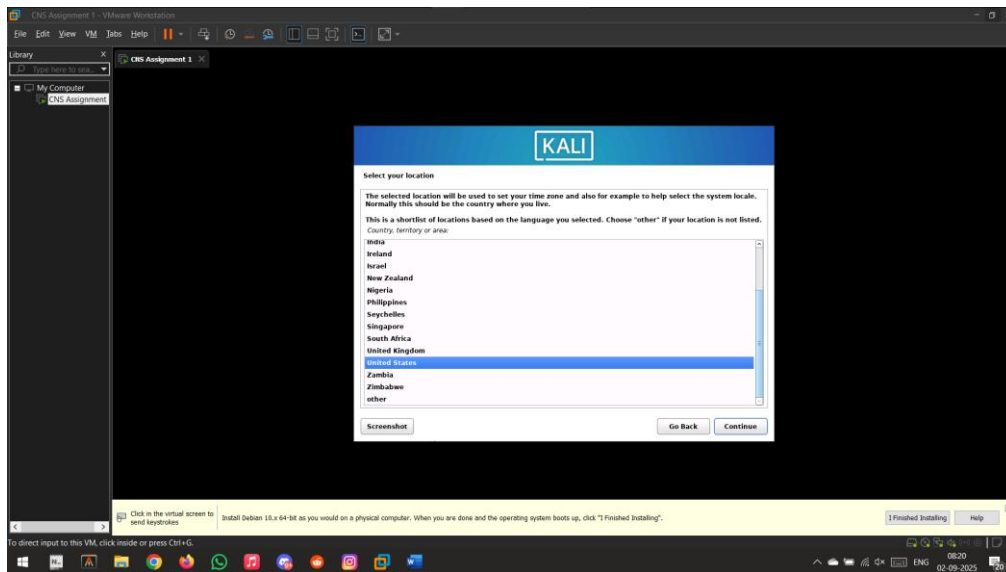 CNS Assignment 1 - VMware Workstation
File Edit View VM Tabs Help
Library X
Type here to sea...
CNS Assignment 1
My Computer
CNS Assignment
KALI
Select your location
The selected location will be used to set your time zone and also for example to help select the system locale.
Normally this should be the country where you live.
This is a shortlist of locations based on the language you selected. Choose "other" if your location is not listed.
Country, territory or area:
India
Ireland
Israel
New Zealand
Nigeria
Philippines
Seychelles
Singapore
South Africa
United Kingdom
United States
Zambia
Zimbabwe
other
Screenshot Go Back Continue
Click in the virtual screen to
send keystrokes
Install Debian 10.x 64-bit as you would on a physical computer. When you are done and the operating system boots up, click "I Finished Installing".
I Finished Installing Help
To direct input to this VM, click inside or press Ctrl+G.
ENG
0820
02-09-2025